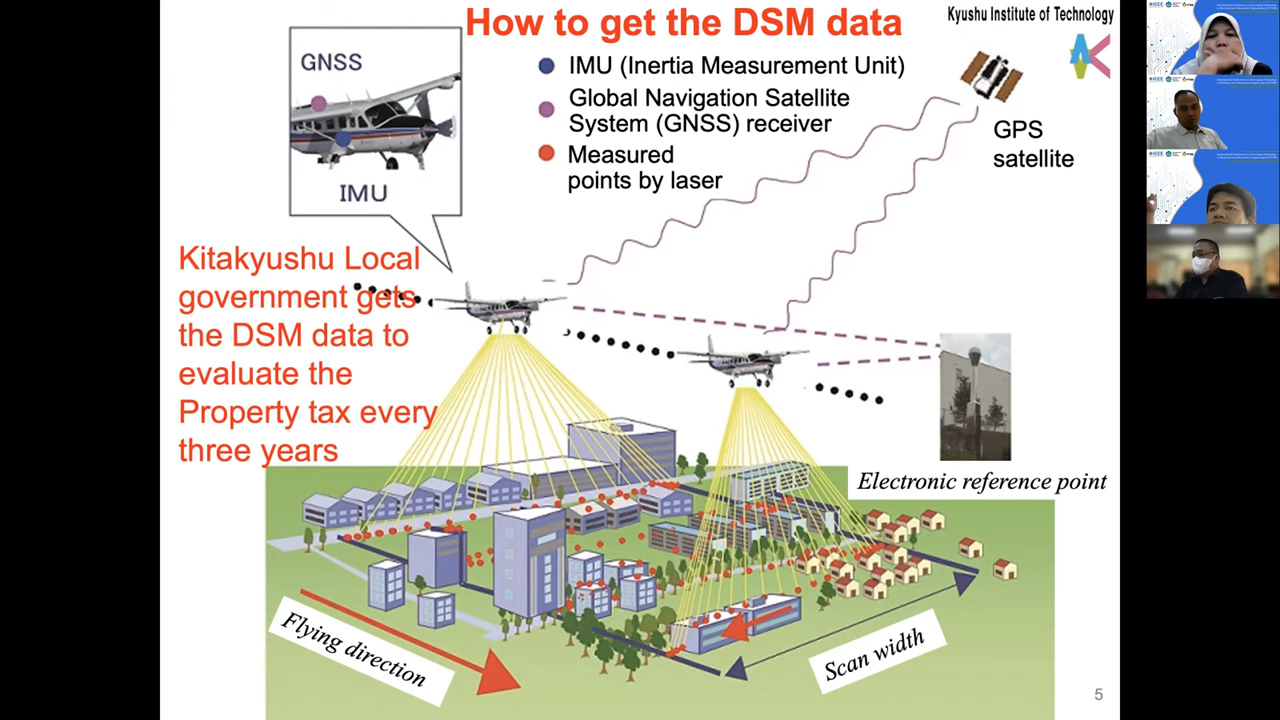 How to get the DSM data
Kyushu Institute of Technology
GNSS
IMU
IMU (Inertia Measurement Unit)
Global Navigation Satellite
System (GNSS) receiver
Measured
points by laser
GPS
satellite
Kitakyushu Local
government gets
the DSM data to
evaluate the
Property tax every
three years
Electronic reference point
Flying direction
Scan width
5